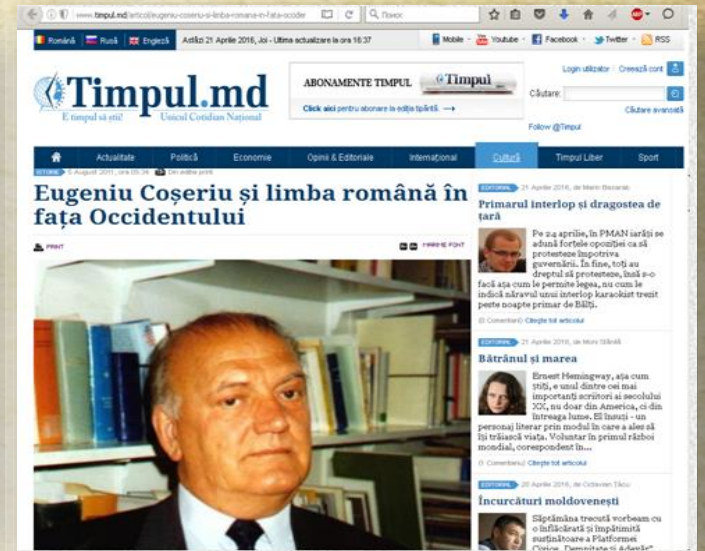 www.timpul.md/articol/eugeniu-coseriu-si-limba-romana-in-fata-occider
Поиск
Română Rusă Engleză Astăzi 21 Aprilie 2016, Joi - Ultima actualizare la ora 16:37
Mobile Youtube Facebook Twitter RSS
Timpul.md
E timpul să știi! Unicul Cotidian Național
ABONAMENTE TIMPUL Timpul
Click aici pentru abonare la ediția tipărită.
Login utilizator / Creează cont
Căutare:
Căutare avansată
Follow @Timpul
Actualitate Politică Economie Opinii & Editoriale Internațional Cultură Timpul Liber Sport
5 August 2011, ora 05:34 Din ediția print
Eugeniu Coșeriu și limba română în
fața Occidentului
PRINT MĂRIME FONT
EDITORIAL 21 Aprilie 2016, de Marin Basarab
Primarul interlop și dragostea de
țară
Pe 24 aprilie, în PMAN iarăși se
adună forțele opoziției ca să
protesteze împotriva
guvernării. În fine, toți au
dreptul să protesteze, însă s-o
facă așa cum le permite legea, nu cum le
indică năravul unui interlop karaokist trezit
peste noapte primar de Bălți.
(0 Comentarii) Citește tot articolul
EDITORIAL 21 Aprilie 2016, de Moni Stănilă
Bătrânul și marea
Ernest Hemingway, așa cum
știți, e unul dintre cei mai
importanți scriitori ai secolului
XX, nu doar din America, ci din
întreaga lume. El însuși - un
personaj literar prin modul în care a ales să
își trăiască viața. Voluntar în primul război
mondial, corespondent în...
(0 Comentarii) Citește tot articolul
EDITORIAL 20 Aprilie 2016, de Octavian Țîcu
Încurcături moldovenești
Săptămâna trecută vorbeam cu
o înflăcărată și împătimită
susținătoare a Platformei
Civice „Demnitate și Adevăr"